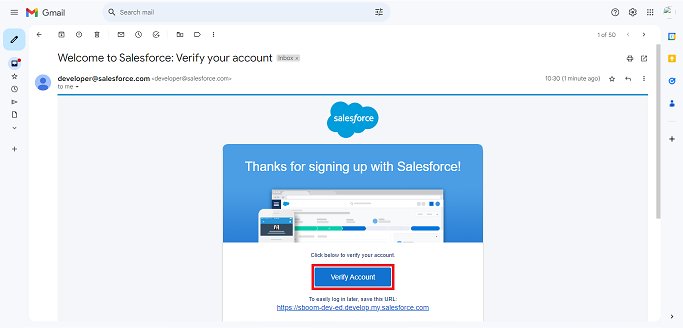 Gmail
Search mail
1 of 50
Welcome to Salesforce: Verify your account
Inbox x
developer@salesforce.com <developer@salesforce.com>
10:30 (1 minute ago)
to me
salesforce
Thanks for signing up with Salesforce!
Click below to verify your account.
Verify Account
To easily log in later, save this URL:
https://sboom-dev-ed.develop.my.salesforce.com